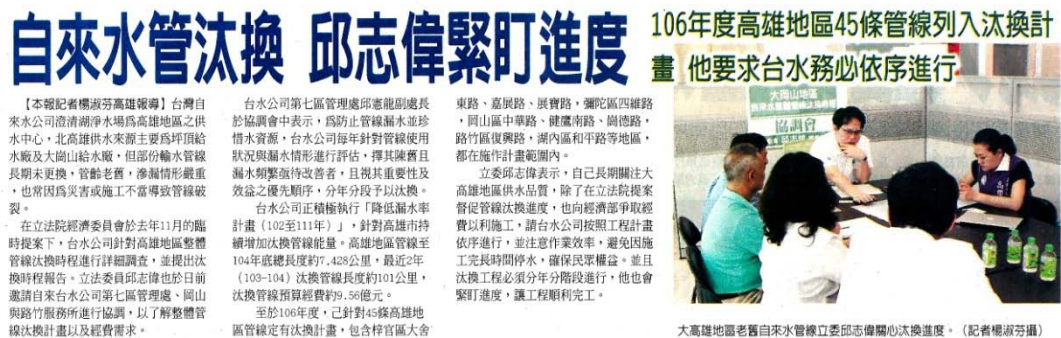 自來水管汰換 邱志偉緊盯進度
106年度高雄地區45條管線列入汰換計
畫 他要求台水務必依序進行
【本報記者楊淑芬高雄報導】台灣自
來水公司澄清湖淨水場為高雄地區之供
水中心，北高雄供水來源主要為坪頂給
水廠及大崗山給水廠，但部份輸水管線
長期未更換，管齡老舊，滲漏情形嚴重
，也常因為災害或施工不當導致管線破
裂。
在立法院經濟委員會於去年11月的臨
時提案下，台水公司針對高雄地區整體
管線汰換時程進行詳細調查，並提出汰
換時程報告。立法委員邱志偉也於日前
邀請自來台水公司第七區管理處、岡山
與路竹服務所進行協調，以了解整體管
線汰換計畫以及經費需求。
台水公司第七區管理處邱憲龍副處長
於協調會中表示，為防止管線漏水並珍
惜水資源，台水公司每年針對管線使用
狀況與漏水情形進行評估，擇其陳舊且
漏水頻繁亟待改善者，且視其重要性及
效益之優先順序，分年分段予以汰換。
台水公司正積極執行「降低漏水率
計畫（102至111年）」，針對高雄市持
續增加汰換管線能量。高雄地區管線至
104年底總長度約7,428公里，最近2年
（103-104）汰換管線長度約101公里，
汰換管線預算經費約9.56億元。
至於106年度，己針對45條高雄地
區管線定有汰換計畫，包含梓官區大舍
東路、嘉展路、展寶路，彌陀區四維路
，岡山區中華路、健鷹南路、尚德路，
路竹區復興路，湖內區和平路等地區，
都在施作計畫範圍內。
立委邱志偉表示，自己長期關注大
高雄地區供水品質，除了在立法院提案
督促管線汰換進度，也向經濟部爭取經
費以利施工，請台水公司按照工程計畫
依序進行，並注意作業效率，避免因施
工完長時間停水，確保民眾權益。並且
汰換工程必須分年分階段進行，他也會
緊盯進度，讓工程順利完工。
大崗山地區
協調會
大高雄地區老舊自來水管線立委邱志偉關心汰換進度。（記者楊淑芬攝）